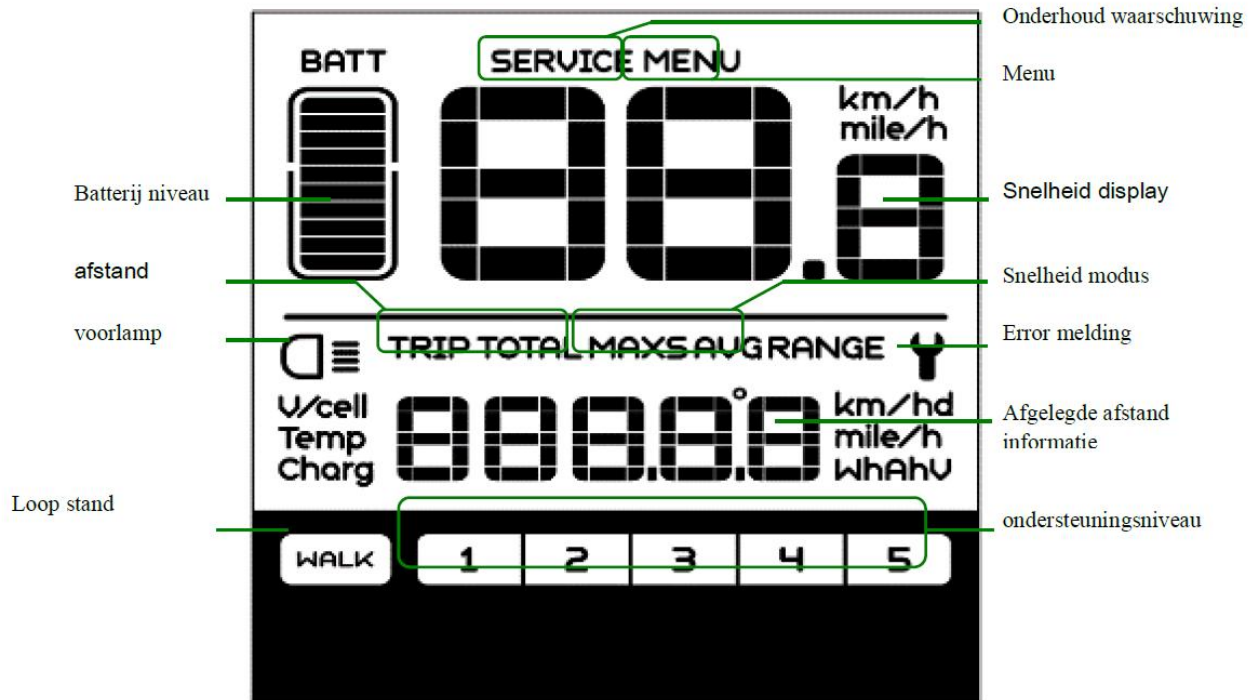 Onderhoud waarschuwing
BATT SERVICE MENU
Menu
km/h
mile/h
88.8
Batterij niveau
Snelheid display
afstand
Snelheid modus
voorlamp
TRIP TOTAL MAXS AVG RANGE
Error melding
V/cell
Temp
Charg
888.8°.8
km/hd
mile/h
WhAhV
Afgelegde afstand
informatie
Loop stand
ondersteuningsniveau
WALK 1 2 3 4 5